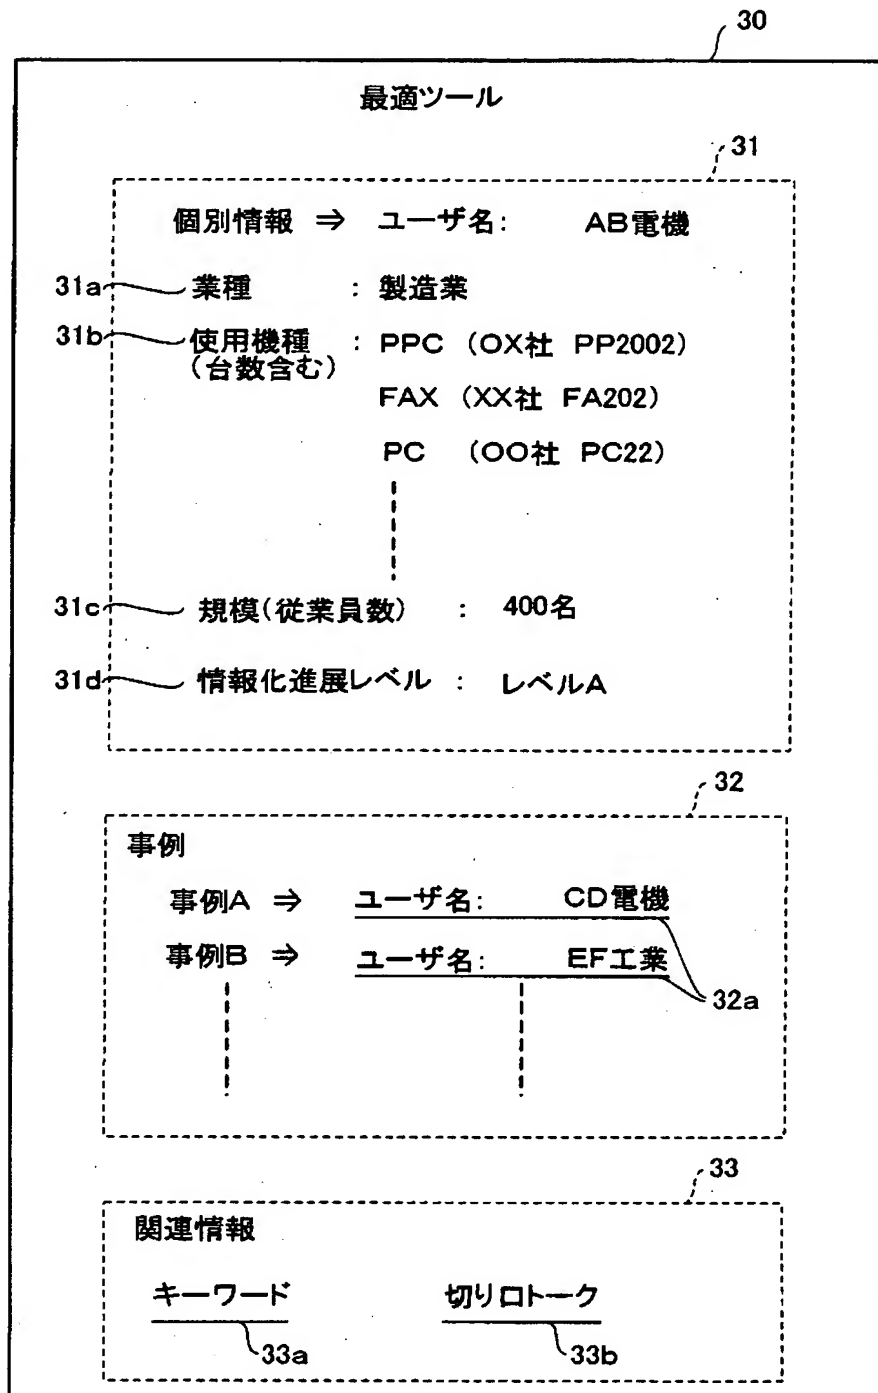 30
最適ツール
31
個別情報 ⇒ ユーザ名: AB電機
31a 業種 : 製造業
31b 使用機種 : PPC (OX社 PP2002)
(台数含む)
FAX (XX社 FA202)
PC (OO社 PC22)
31c 規模(従業員数) : 400名
31d 情報化進展レベル : レベルA
32
事例
事例A ⇒ ユーザ名: CD電機
事例B ⇒ ユーザ名: EF工業
32a
33
関連情報
キーワード 切り口トーク
33a 33b